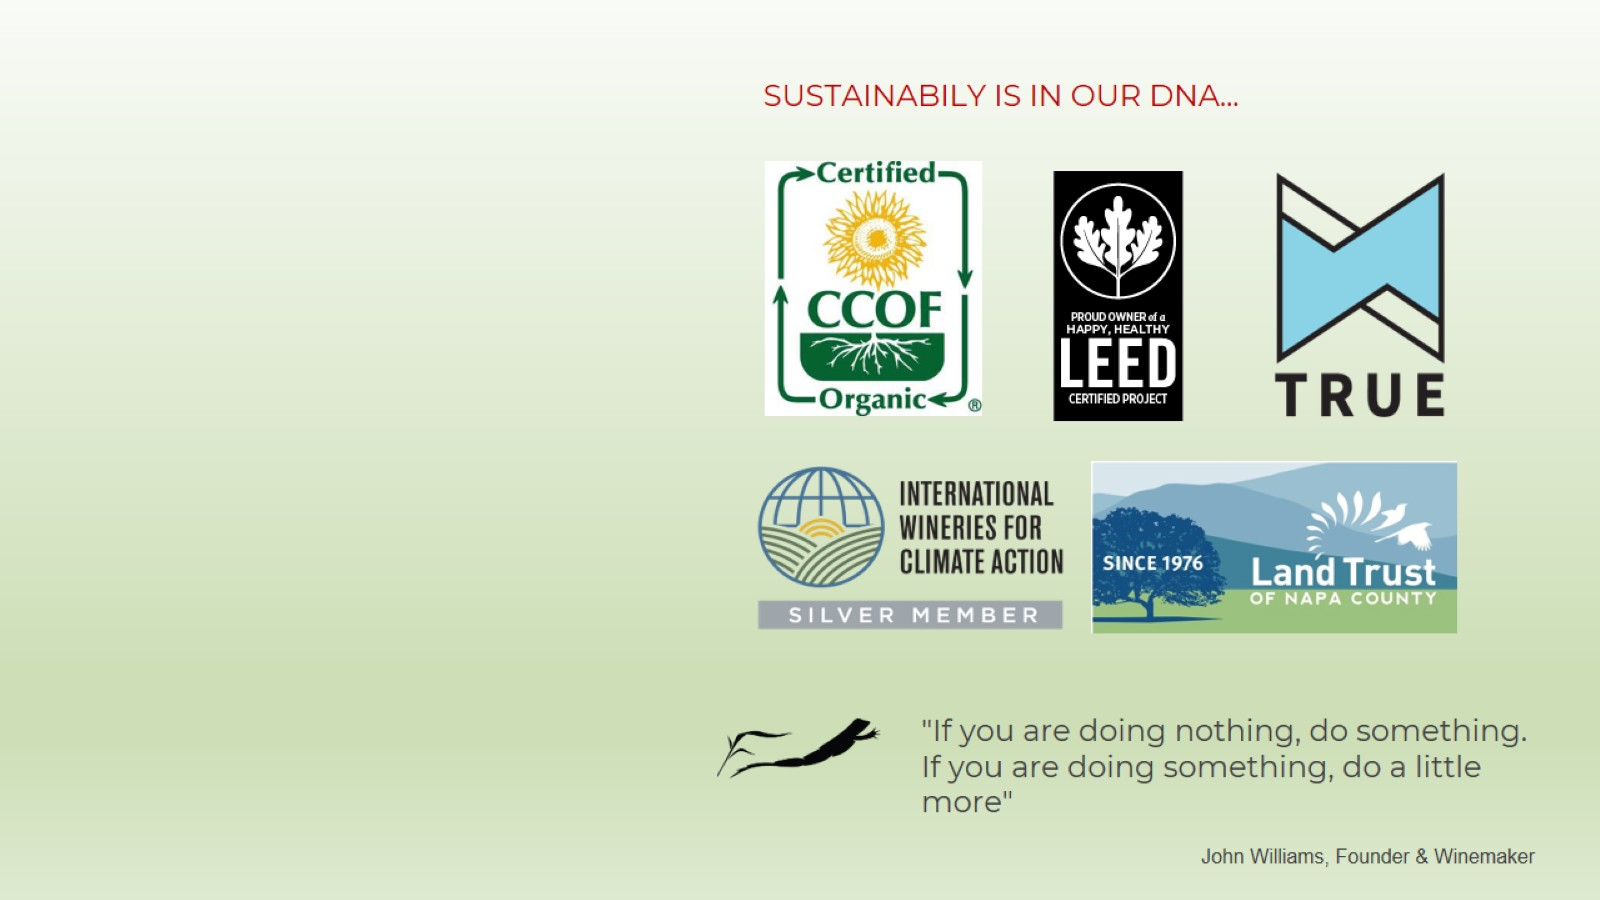 SUSTAINABILY IS IN OUR DNA...
Certified
CCOF
Organic
®
PROUD OWNER of a
HAPPY, HEALTHY
LEED
CERTIFIED PROJECT
TRUE
INTERNATIONAL
WINERIES FOR
CLIMATE ACTION
SILVER MEMBER
SINCE 1976
Land Trust
OF NAPA COUNTY
"If you are doing nothing, do something.
If you are doing something, do a little
more"
John Williams, Founder & Winemaker